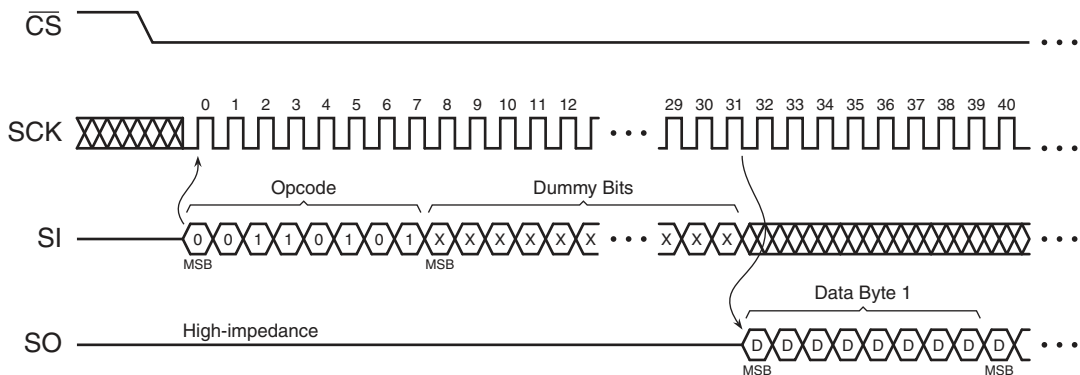 CS
0 1 2 3 4 5 6 7 8 9 10 11 12 29 30 31 32 33 34 35 36 37 38 39 40
SCK
Opcode Dummy Bits
SI 0 0 1 1 0 1 0 1 X X X X X X X X X
MSB MSB
Data Byte 1
High-impedance
SO D D D D D D D D D
MSB MSB